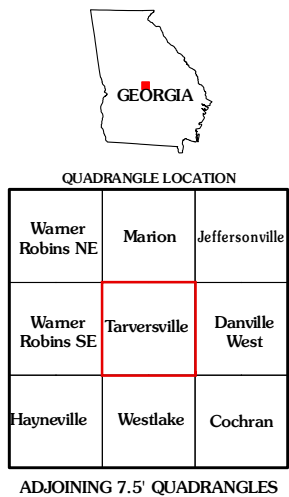 GEORGIA
QUADRANGLE LOCATION
Warner
Robins NE
Marion
Jeffersonville
Warner
Robins SE
Tarversville
Danville
West
Hayneville
Westlake
Cochran
ADJOINING 7.5' QUADRANGLES